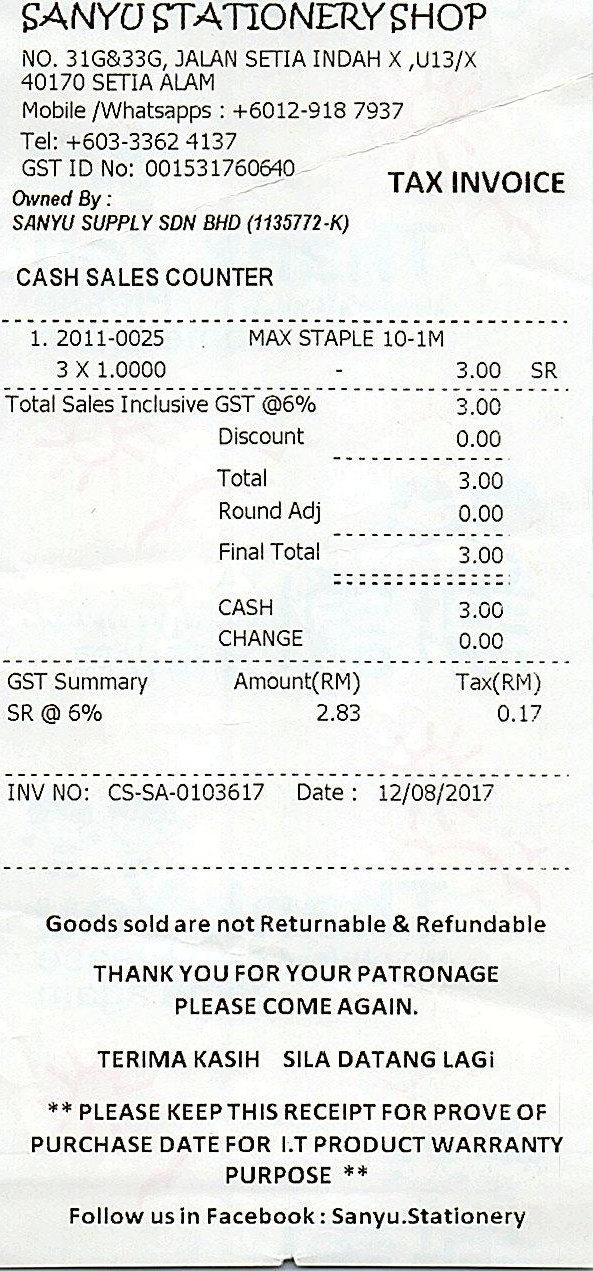 SANYU STATIONERY SHOP
NO. 31G&33G, JALAN SETIA INDAH X ,U13/X
40170 SETIA ALAM
Mobile /Whatsapps : +6012-918 7937
Tel: +603-3362 4137
GST ID No: 001531760640
TAX INVOICE
Owned By :
SANYU SUPPLY SDN BHD (1135772-K)
CASH SALES COUNTER
1. 2011-0025 MAX STAPLE 10-1M
3 X 1.0000 - 3.00 SR
Total Sales Inclusive GST @6% 3.00
Discount 0.00
Total 3.00
Round Adj 0.00
Final Total 3.00
CASH 3.00
CHANGE 0.00
GST Summary Amount(RM) Tax(RM)
SR @ 6% 2.83 0.17
INV NO: CS-SA-0103617 Date : 12/08/2017
Goods sold are not Returnable & Refundable
THANK YOU FOR YOUR PATRONAGE
PLEASE COME AGAIN.
TERIMA KASIH SILA DATANG LAGi
** PLEASE KEEP THIS RECEIPT FOR PROVE OF
PURCHASE DATE FOR I.T PRODUCT WARRANTY
PURPOSE **
Follow us in Facebook : Sanyu.Stationery